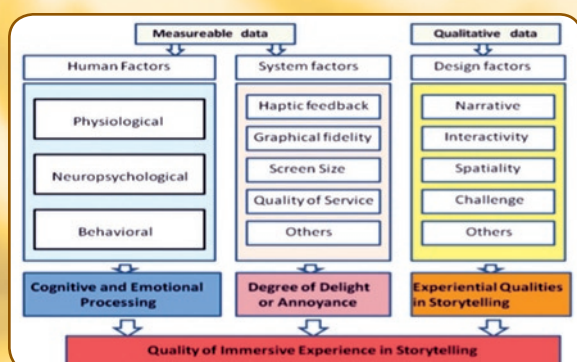 Measureable data
Qualitative data
Human Factors
System factors
Design factors
Physiological
Neuropsychological
Behavioral
Haptic feedback
Graphical fidelity
Screen Size
Quality of Service
Others
Narrative
Interactivity
Spatiality
Challenge
Others
Cognitive and Emotional
Processing
Degree of Delight
or Annoyance
Experiential Qualities
in Storytelling
Quality of Immersive Experience in Storytelling